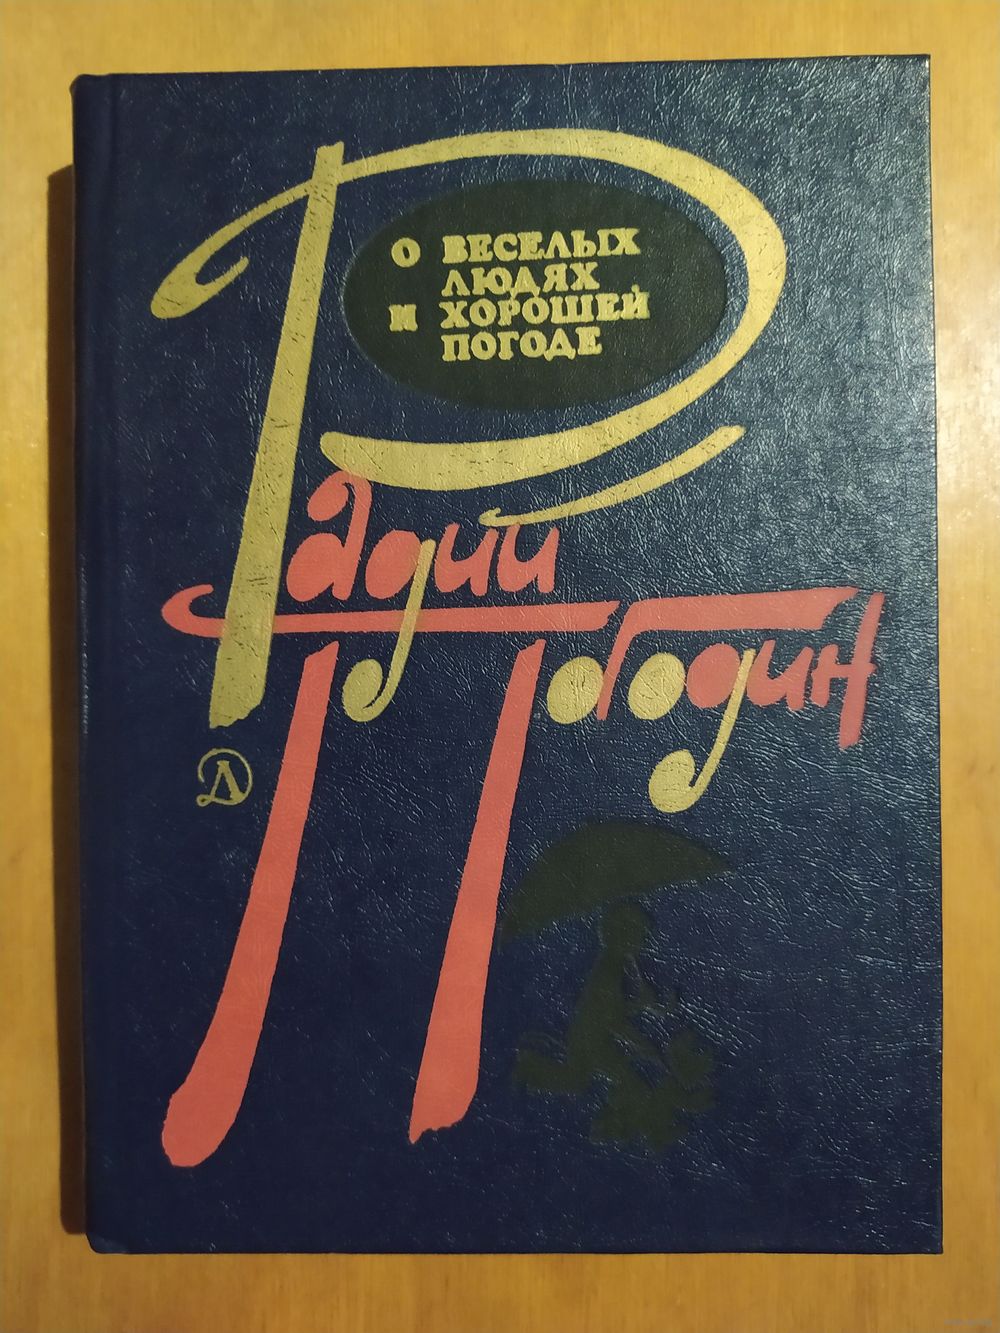 О ВЕСЕЛЫХ
ЛЮДЯХ
И ХОРОШЕЙ
ПОГОДЕ
Радий
Погодин
Д